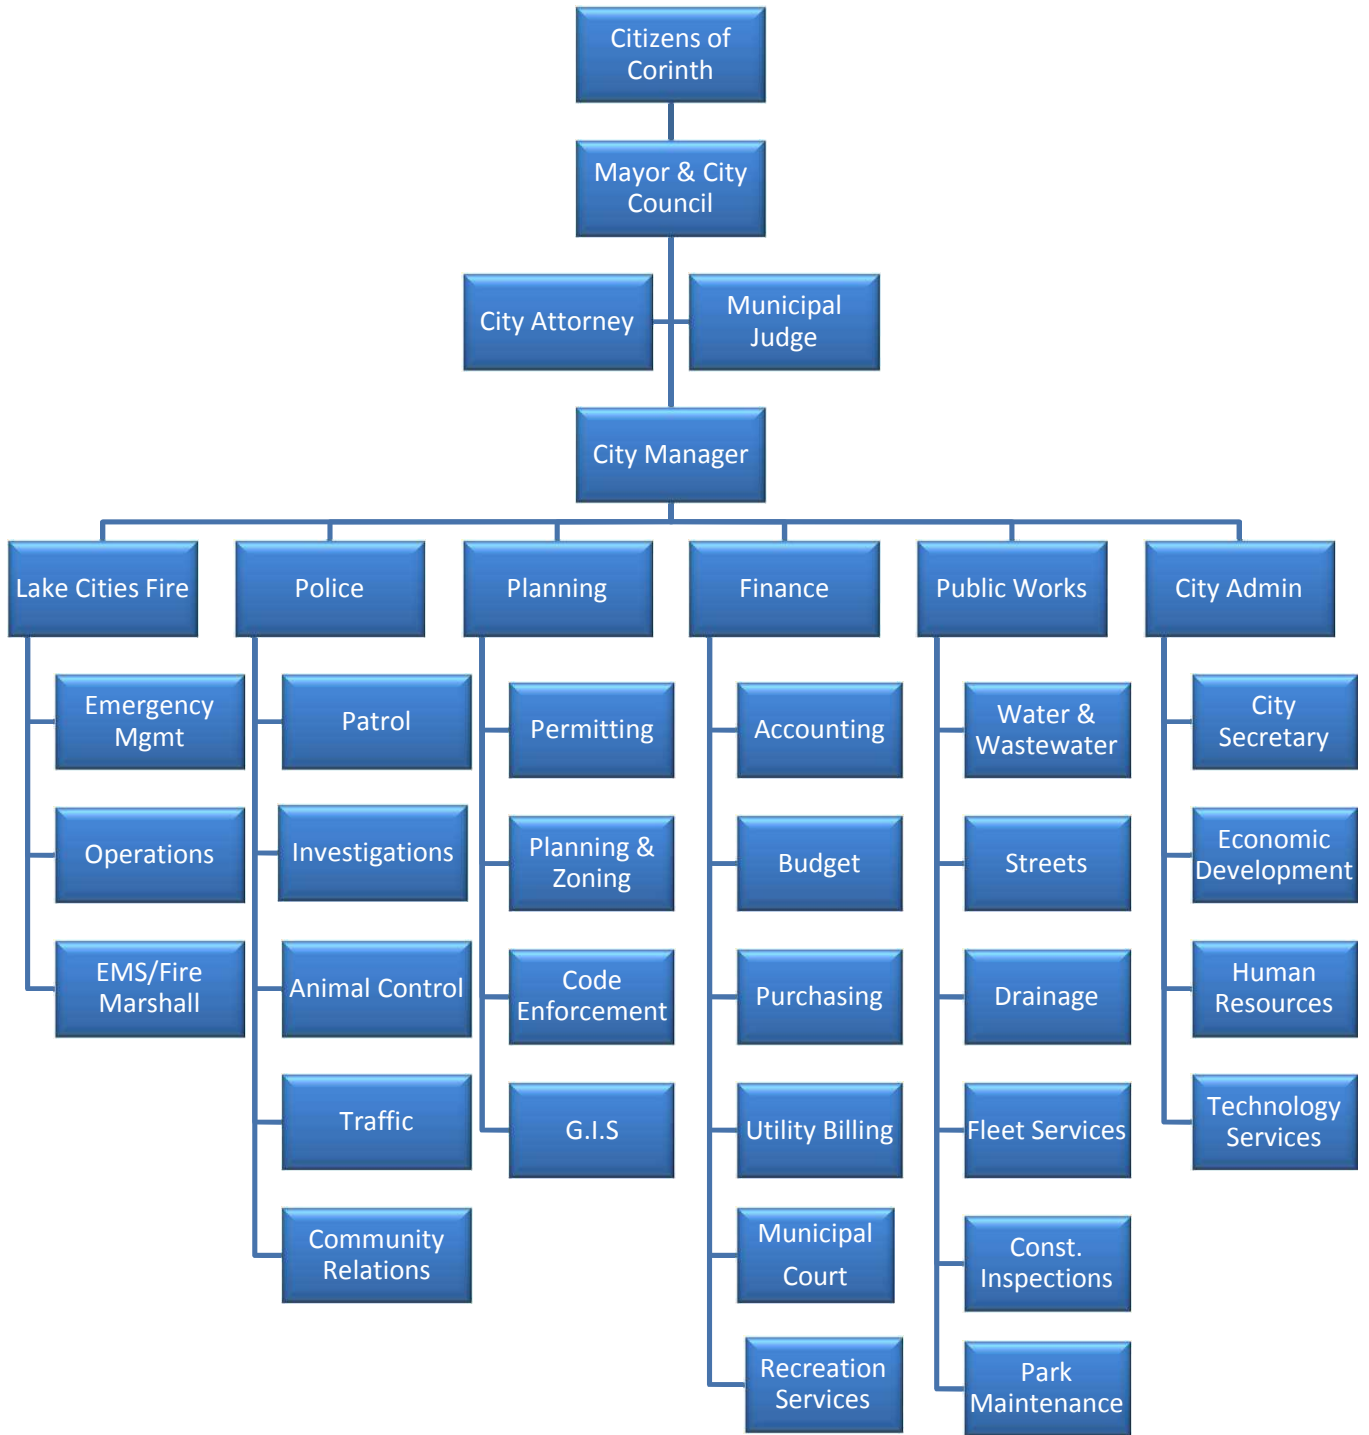 Citizens of
Corinth
Mayor & City
Council
City Attorney
Municipal
Judge
City Manager
Lake Cities Fire
Police
Planning
Finance
Public Works
City Admin
Emergency
Mgmt
Operations
EMS/Fire
Marshall
Patrol
Investigations
Animal Control
Traffic
Community
Relations
Permitting
Planning &
Zoning
Code
Enforcement
G.I.S
Accounting
Budget
Purchasing
Utility Billing
Municipal
Court
Recreation
Services
Water &
Wastewater
Streets
Drainage
Fleet Services
Const.
Inspections
Park
Maintenance
City
Secretary
Economic
Development
Human
Resources
Technology
Services